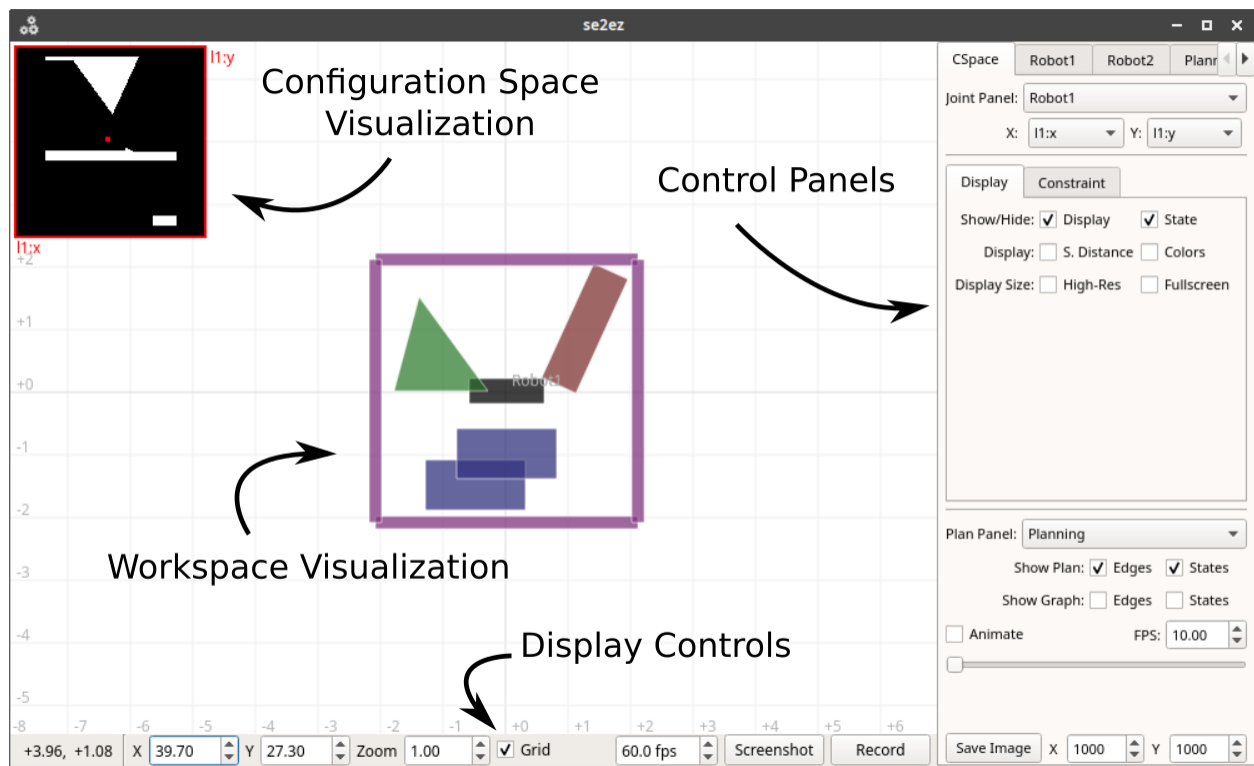 se2ez
l1:y
l1:x
Configuration Space
Visualization
Control Panels
Workspace Visualization
Display Controls
Robot1
+2
+1
+0
-1
-2
-3
-4
-5
-8 -7 -6 -5 -4 -3 -2 -1 +0 +1 +2 +3 +4 +5 +6
+3.96, +1.08 X 39.70 Y 27.30 Zoom 1.00 Grid 60.0 fps Screenshot Record
CSpace Robot1 Robot2 Planr
Joint Panel: Robot1
X: l1:x Y: l1:y
Display Constraint
Show/Hide: Display State
Display: S. Distance Colors
Display Size: High-Res Fullscreen
Plan Panel: Planning
Show Plan: Edges States
Show Graph: Edges States
Animate FPS: 10.00
Save Image X 1000 Y 1000